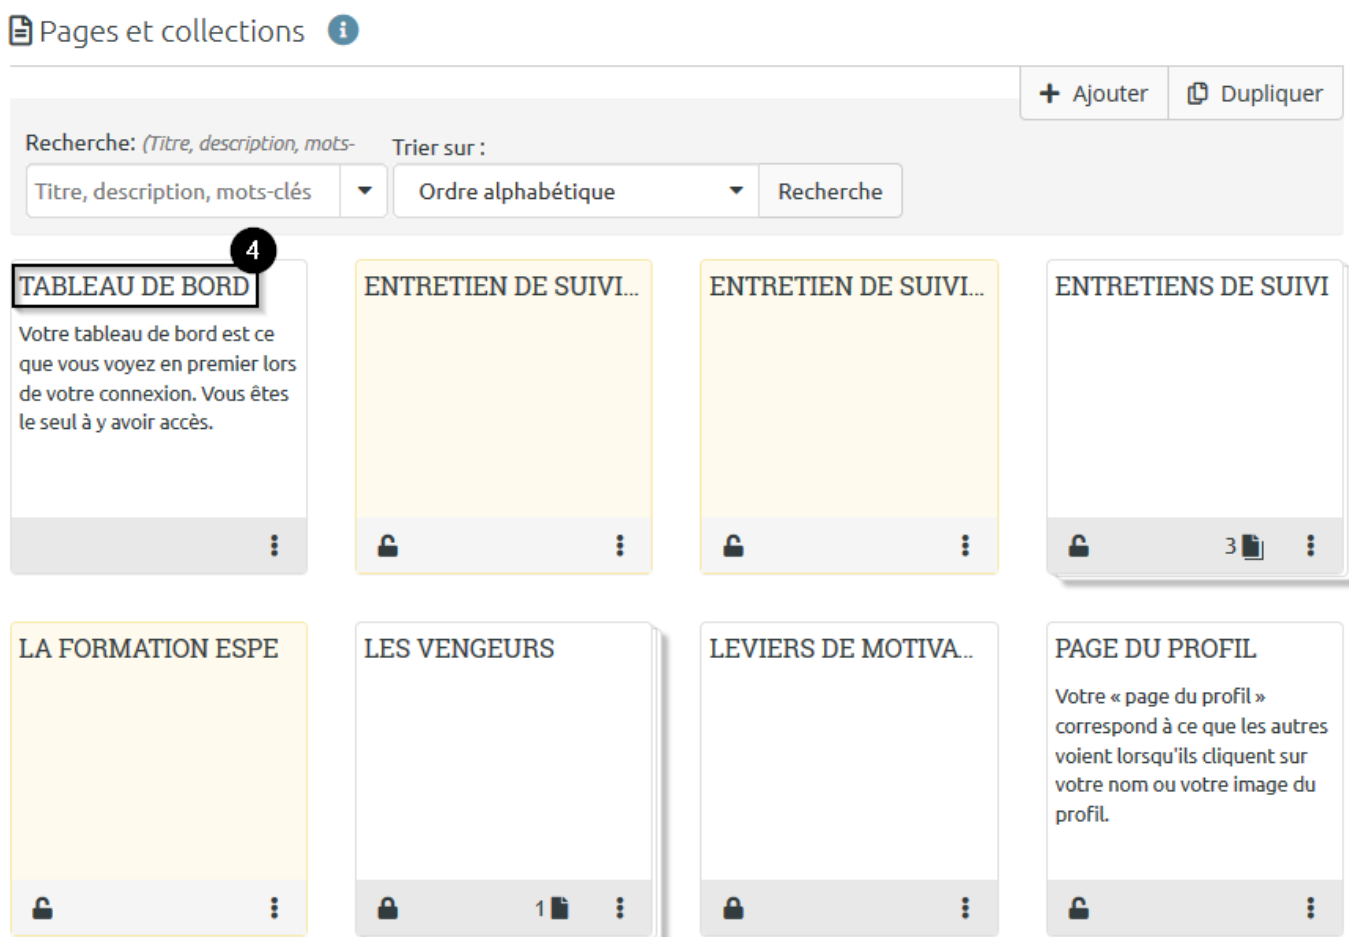 Pages et collections
+ Ajouter
Dupliquer
Recherche: (Titre, description, mots-
Trier sur :
Titre, description, mots-clés
Ordre alphabétique
Recherche
4
TABLEAU DE BORD
Votre tableau de bord est ce
que vous voyez en premier lors
de votre connexion. Vous êtes
le seul à y avoir accès.
ENTRETIEN DE SUIVI...
ENTRETIEN DE SUIVI...
ENTRETIENS DE SUIVI
3
LA FORMATION ESPE
LES VENGEURS
1
LEVIERS DE MOTIVA...
PAGE DU PROFIL
Votre « page du profil »
correspond à ce que les autres
voient lorsqu'ils cliquent sur
votre nom ou votre image du
profil.